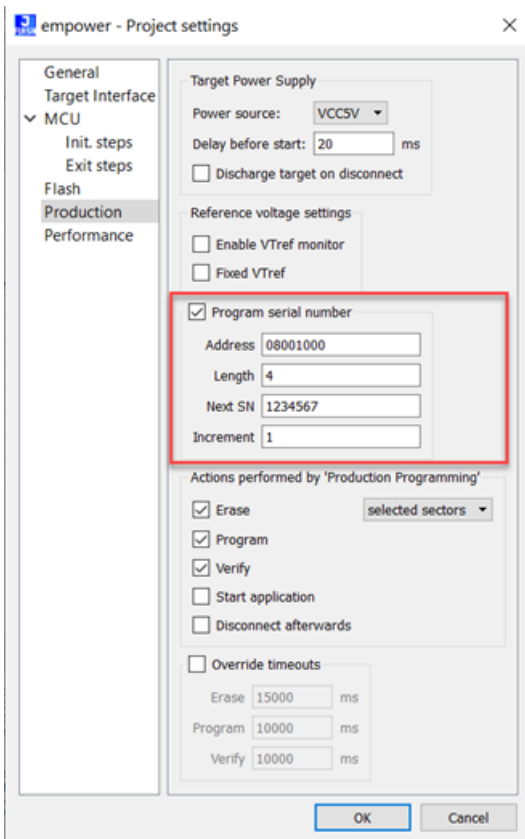 empower - Project settings
General
Target Interface
MCU
Init. steps
Exit steps
Flash
Production
Performance
Target Power Supply
Power source: VCC5V
Delay before start: 20 ms
Discharge target on disconnect
Reference voltage settings
Enable VTref monitor
Fixed VTref
Program serial number
Address 08001000
Length 4
Next SN 1234567
Increment 1
Actions performed by 'Production Programming'
Erase selected sectors
Program
Verify
Start application
Disconnect afterwards
Override timeouts
Erase 15000 ms
Program 10000 ms
Verify 10000 ms
OK Cancel